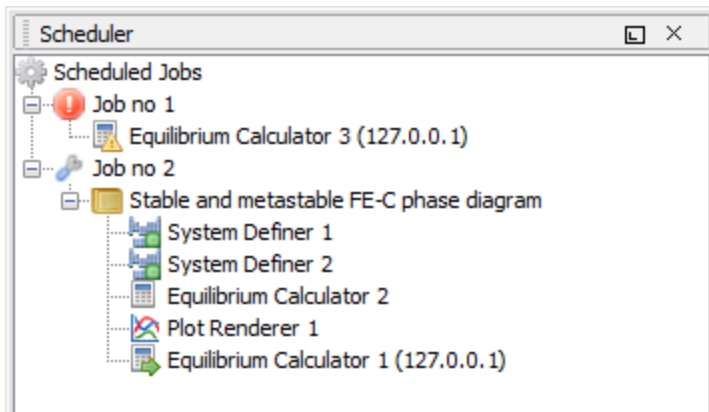 Scheduler
Scheduled Jobs
Job no 1
Equilibrium Calculator 3 (127.0.0.1)
Job no 2
Stable and metastable FE-C phase diagram
System Definer 1
System Definer 2
Equilibrium Calculator 2
Plot Renderer 1
Equilibrium Calculator 1 (127.0.0.1)